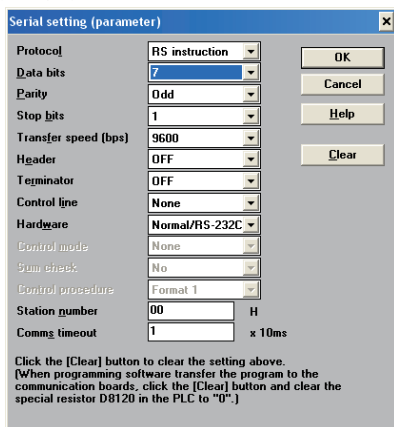 Serial setting (parameter)
Protocol RS instruction
Data bits 7
Parity Odd
Stop bits 1
Transfer speed (bps) 9600
Header OFF
Terminator OFF
Control line None
Hardware Normal/RS-232C
Control mode None
Sum check No
Control procedure Format 1
Station number 00 H
Comms timeout 1 x 10ms
OK
Cancel
Help
Clear
Click the [Clear] button to clear the setting above.
(When programming software transfer the program to the
communication boards, click the [Clear] button and clear the
special resistor D8120 in the PLC to "0".)